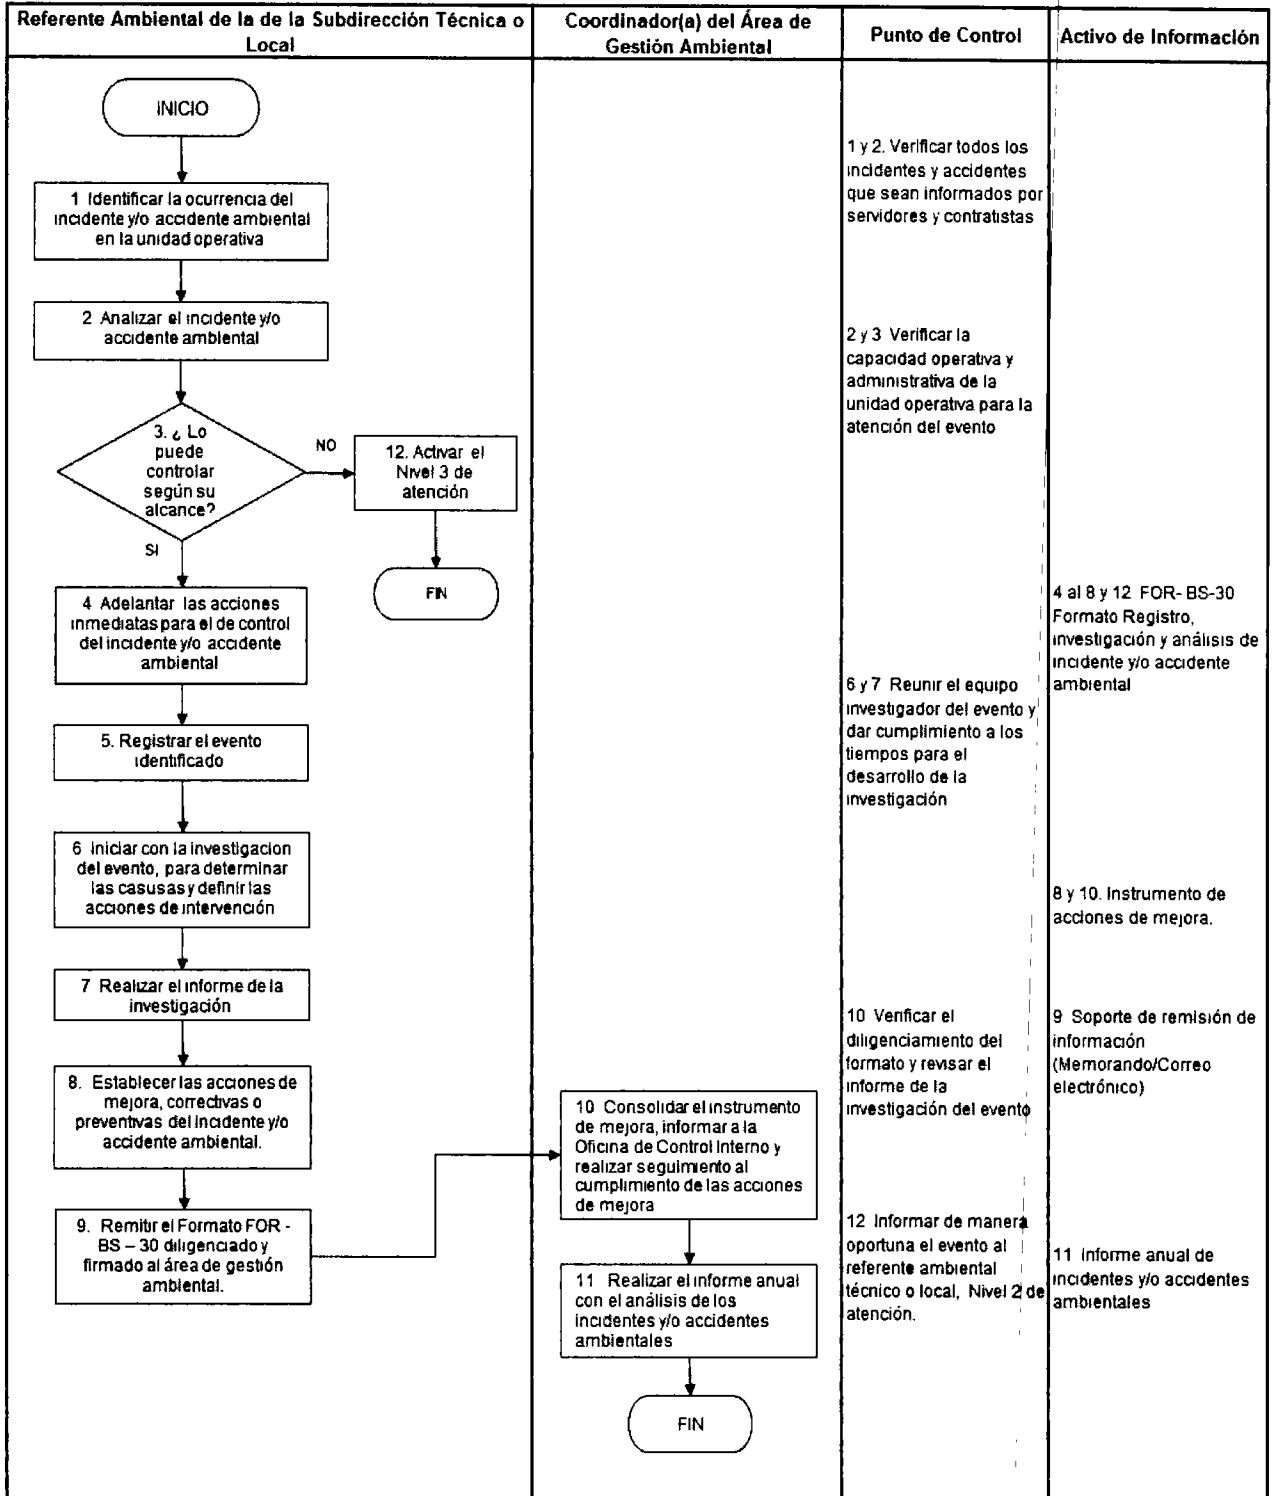 Referente Ambiental de la de la Subdirección Técnica o
Local
Coordinador(a) del Área de
Gestión Ambiental
Punto de Control
Activo de Información
INICIO
1 Identificar la ocurrencia del
incidente y/o accidente ambiental
en la unidad operativa
2 Analizar el incidente y/o
accidente ambiental
3. ¿ Lo
puede
controlar
según su
alcance?
NO
12. Activar el
Nivel 3 de
atención
FIN
SI
4 Adelantar las acciones
inmediatas para el de control
del incidente y/o accidente
ambiental
5. Registrar el evento
identificado
6 Iniciar con la investigacion
del evento, para determinar
las casusas y definir las
acciones de intervención
7 Realizar el informe de la
investigación
8. Establecer las acciones de
mejora, correctivas o
preventivas del incidente y/o
accidente ambiental.
9. Remitir el Formato FOR -
BS – 30 diligenciado y
firmado al área de gestión
ambiental.
10 Consolidar el instrumento
de mejora, informar a la
Oficina de Control Interno y
realizar seguimiento al
cumplimiento de las acciones
de mejora
11 Realizar el informe anual
con el análisis de los
incidentes y/o accidentes
ambientales
FIN
1 y 2. Verificar todos los
incidentes y accidentes
que sean informados por
servidores y contratistas
2 y 3 Verificar la
capacidad operativa y
administrativa de la
unidad operativa para la
atención del evento
6 y 7 Reunir el equipo
investigador del evento y
dar cumplimiento a los
tiempos para el
desarrollo de la
investigación
10 Verificar el
diligenciamiento del
formato y revisar el
informe de la
investigación del evento
12 Informar de manera
oportuna el evento al
referente ambiental
técnico o local, Nivel 2 de
atención.
4 al 8 y 12 FOR- BS-30
Formato Registro,
investigación y análisis de
incidente y/o accidente
ambiental
8 y 10. Instrumento de
acciones de mejora.
9 Soporte de remisión de
información
(Memorando/Correo
electrónico)
11 Informe anual de
incidentes y/o accidentes
ambientales